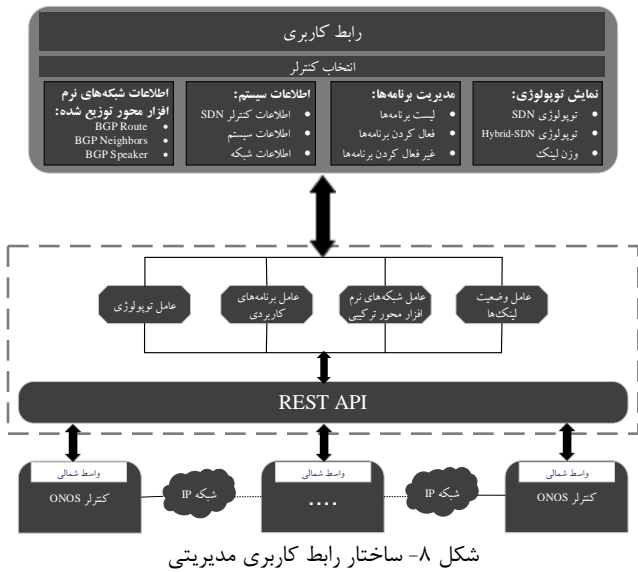 رابط کاربری
انتخاب کنترلر
نمایش توپولوژی:
• توپولوژی SDN
• توپولوژی Hybrid-SDN
• وزن لینک
مدیریت برنامه‌ها:
• لیست برنامه‌ها
• فعال کردن برنامه‌ها
• غیر فعال کردن برنامه‌ها
اطلاعات سیستم:
• اطلاعات کنترلر SDN
• اطلاعات سیستم
• اطلاعات شبکه
اطلاعات شبکه‌های نرم
افزار محور توزیع شده:
• BGP Route
• BGP Neighbors
• BGP Speaker
عامل وضعیت
لینک‌ها
عامل شبکه‌های نرم
افزار محور ترکیبی
عامل برنامه‌های
کاربردی
عامل توپولوژی
REST API
واسط شمالی
کنترلر ONOS
شبکه IP
واسط شمالی
....
شبکه IP
واسط شمالی
کنترلر ONOS
شکل ۸- ساختار رابط کاربری مدیریتی